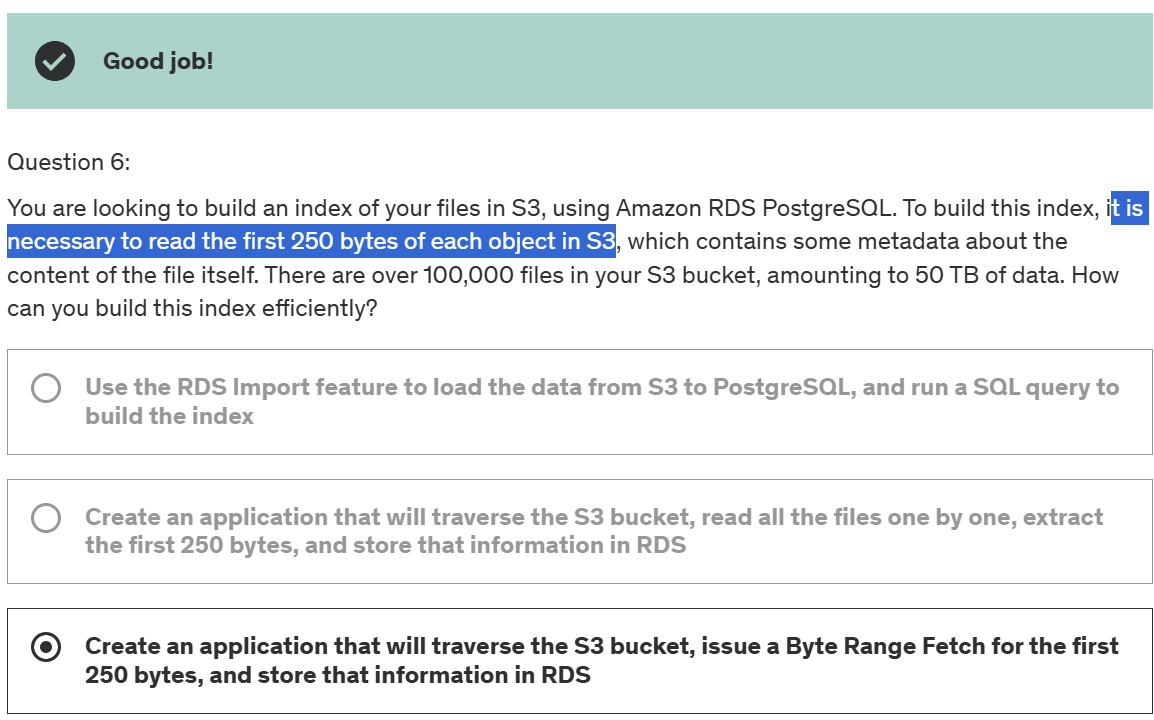 Good job!
Question 6:
You are looking to build an index of your files in S3, using Amazon RDS PostgreSQL. To build this index, it is
necessary to read the first 250 bytes of each object in S3, which contains some metadata about the
content of the file itself. There are over 100,000 files in your S3 bucket, amounting to 50 TB of data. How
can you build this index efficiently?
Use the RDS Import feature to load the data from S3 to PostgreSQL, and run a SQL query to
build the index
Create an application that will traverse the S3 bucket, read all the files one by one, extract
the first 250 bytes, and store that information in RDS
Create an application that will traverse the S3 bucket, issue a Byte Range Fetch for the first
250 bytes, and store that information in RDS